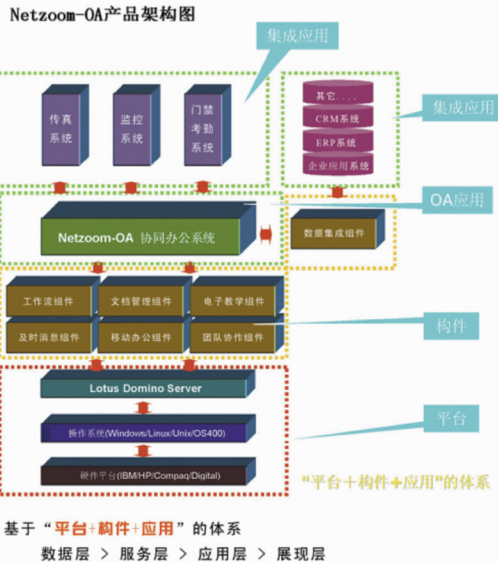 Netzoom-OA产品架构图
集成应用
传真
系统
监控
系统
门禁
考勤
系统
其它....
CRM系统
ERP系统
企业应用系统
集成应用
OA应用
Netzoom-OA 协同办公系统
数据集成组件
工作流组件
文档管理组件
电子教学组件
及时消息组件
移动办公组件
团队协作组件
构件
Lotus Domino Server
操作系统(Windows/Linux/Unix/OS400)
硬件平台(IBM/HP/Compaq/Digital)
平台
"平台+构件+应用"的体系
基于“平台+构件+应用”的体系
数据层 > 服务层 > 应用层 > 展现层